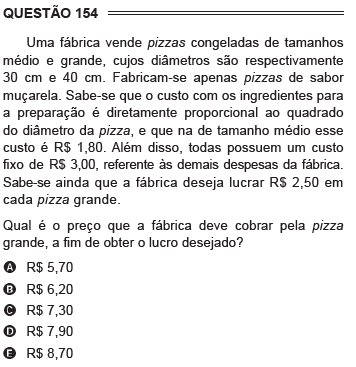 QUESTÃO 154
Uma fábrica vende pizzas congeladas de tamanhos
médio e grande, cujos diâmetros são respectivamente
30 cm e 40 cm. Fabricam-se apenas pizzas de sabor
muçarela. Sabe-se que o custo com os ingredientes para
a preparação é diretamente proporcional ao quadrado
do diâmetro da pizza, e que na de tamanho médio esse
custo é R$ 1,80. Além disso, todas possuem um custo
fixo de R$ 3,00, referente às demais despesas da fábrica.
Sabe-se ainda que a fábrica deseja lucrar R$ 2,50 em
cada pizza grande.
Qual é o preço que a fábrica deve cobrar pela pizza
grande, a fim de obter o lucro desejado?
A R$ 5,70
B R$ 6,20
C R$ 7,30
D R$ 7,90
E R$ 8,70